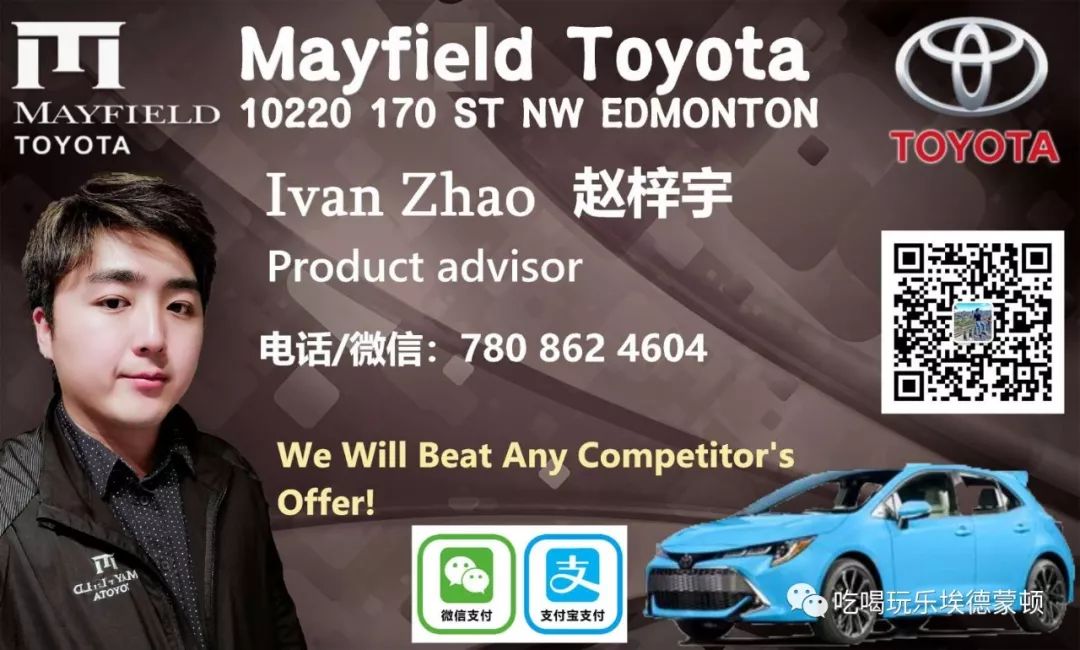 MAYFIELD
TOYOTA
Mayfield Toyota
10220 170 ST NW EDMONTON
TOYOTA
Ivan Zhao 赵梓宇
Product advisor
电话/微信：780 862 4604
We Will Beat Any Competitor's
Offer!
微信支付
支付宝支付
吃喝玩乐埃德蒙顿